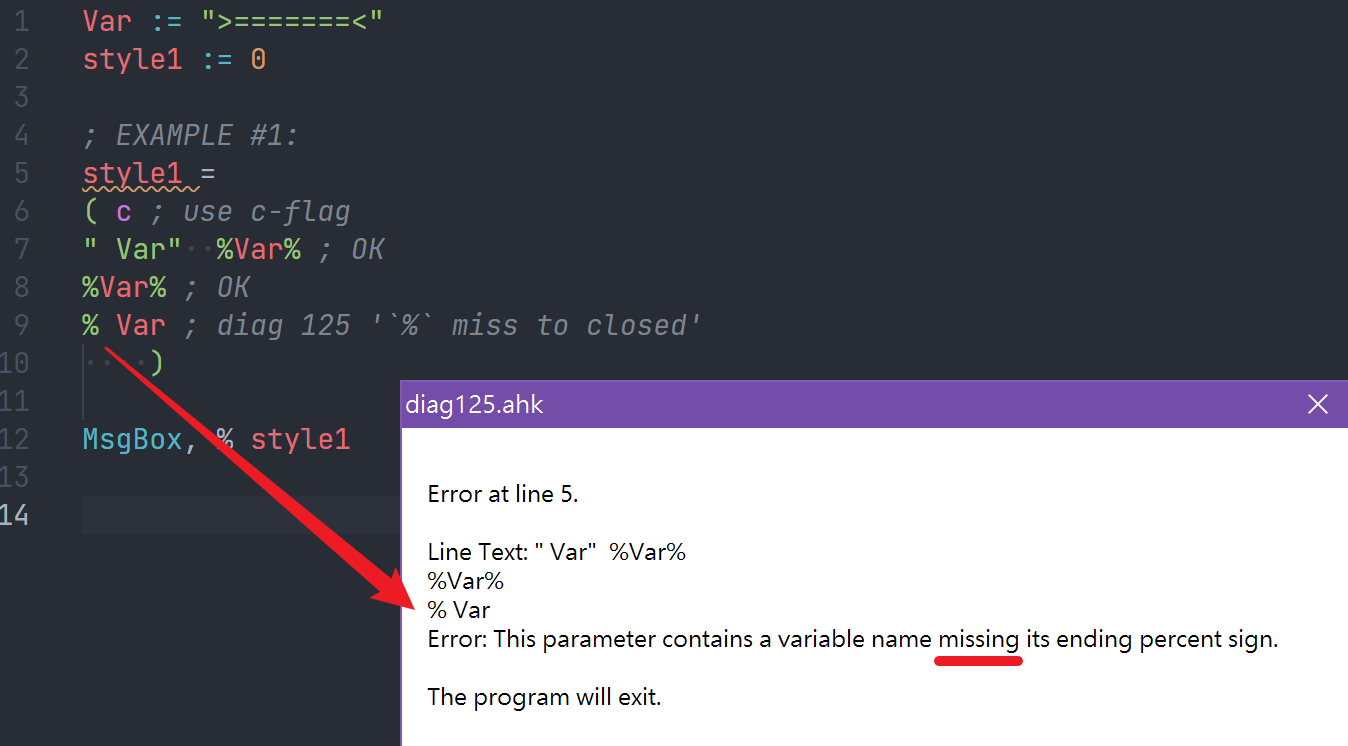 1 Var := ">=======<"
2 style1 := 0
3
4 ; EXAMPLE #1:
5 style1 =
6 ( c ; use c-flag
7 " Var"  %Var% ; OK
8 %Var% ; OK
9 % Var ; diag 125 '`%` miss to closed'
10 )
11
12 MsgBox, % style1
13
14
diag125.ahk
Error at line 5.
Line Text: " Var"  %Var%
%Var%
% Var
Error: This parameter contains a variable name missing its ending percent sign.
The program will exit.